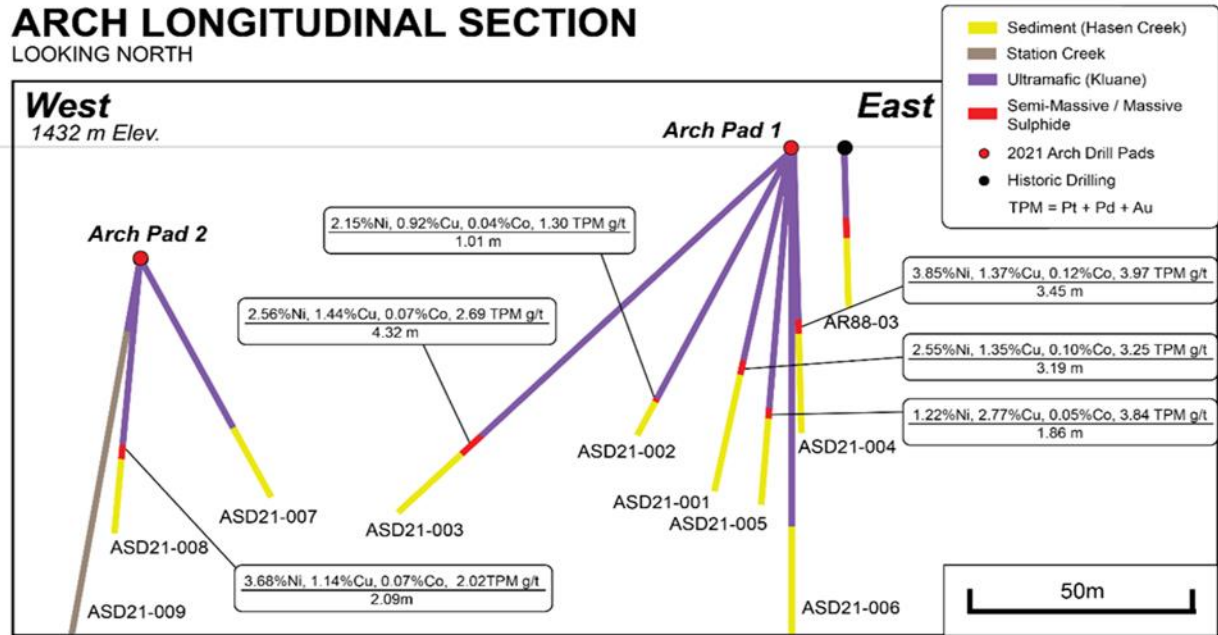 ARCH LONGITUDINAL SECTION
LOOKING NORTH
Sediment (Hasen Creek)
Station Creek
Ultramafic (Kluane)
Semi-Massive / Massive
Sulphide
2021 Arch Drill Pads
Historic Drilling
TPM = Pt + Pd + Au
West
East
1432 m Elev.
Arch Pad 1
Arch Pad 2
2.15%Ni, 0.92%Cu, 0.04%Co, 1.30 TPM g/t
1.01 m
2.56%Ni, 1.44%Cu, 0.07%Co, 2.69 TPM g/t
4.32 m
3.85%Ni, 1.37%Cu, 0.12%Co, 3.97 TPM g/t
3.45 m
AR88-03
2.55%Ni, 1.35%Cu, 0.10%Co, 3.25 TPM g/t
3.19 m
1.22%Ni, 2.77%Cu, 0.05%Co, 3.84 TPM g/t
1.86 m
ASD21-004
ASD21-002
ASD21-001
ASD21-005
ASD21-007
ASD21-003
ASD21-008
3.68%Ni, 1.14%Cu, 0.07%Co, 2.02TPM g/t
2.09m
ASD21-009
ASD21-006
50m